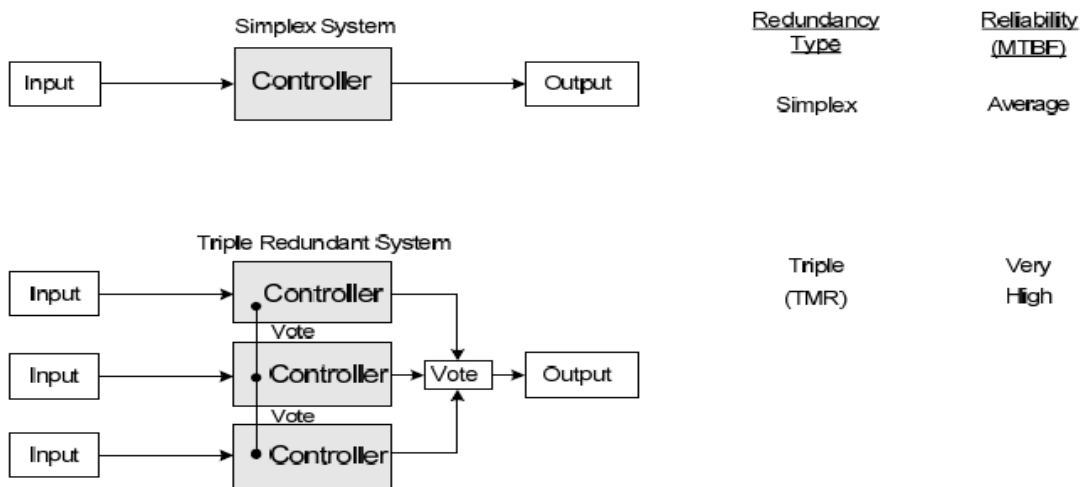 Simplex System
Input
Controller
Output
Redundancy
Type
Reliability
(MTBF)
Simplex
Average
Triple Redundant System
Input
Controller
Vote
Input
Controller
Vote
Output
Vote
Input
Controller
Triple
(TMR)
Very
High